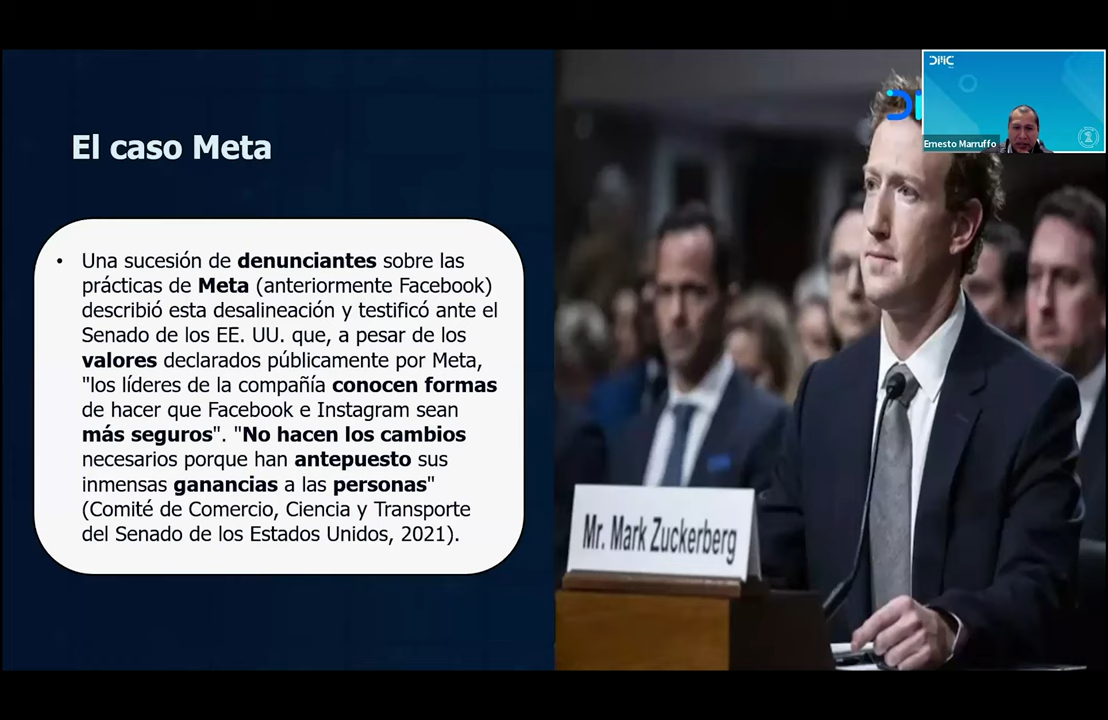 El caso Meta
• Una sucesión de denunciantes sobre las
prácticas de Meta (anteriormente Facebook)
describió esta desalineación y testificó ante el
Senado de los EE. UU. que, a pesar de los
valores declarados públicamente por Meta,
"los líderes de la compañía conocen formas
de hacer que Facebook e Instagram sean
más seguros". "No hacen los cambios
necesarios porque han antepuesto sus
inmensas ganancias a las personas"
(Comité de Comercio, Ciencia y Transporte
del Senado de los Estados Unidos, 2021).
Mr. Mark Zuckerberg
Ernesto Marruffo